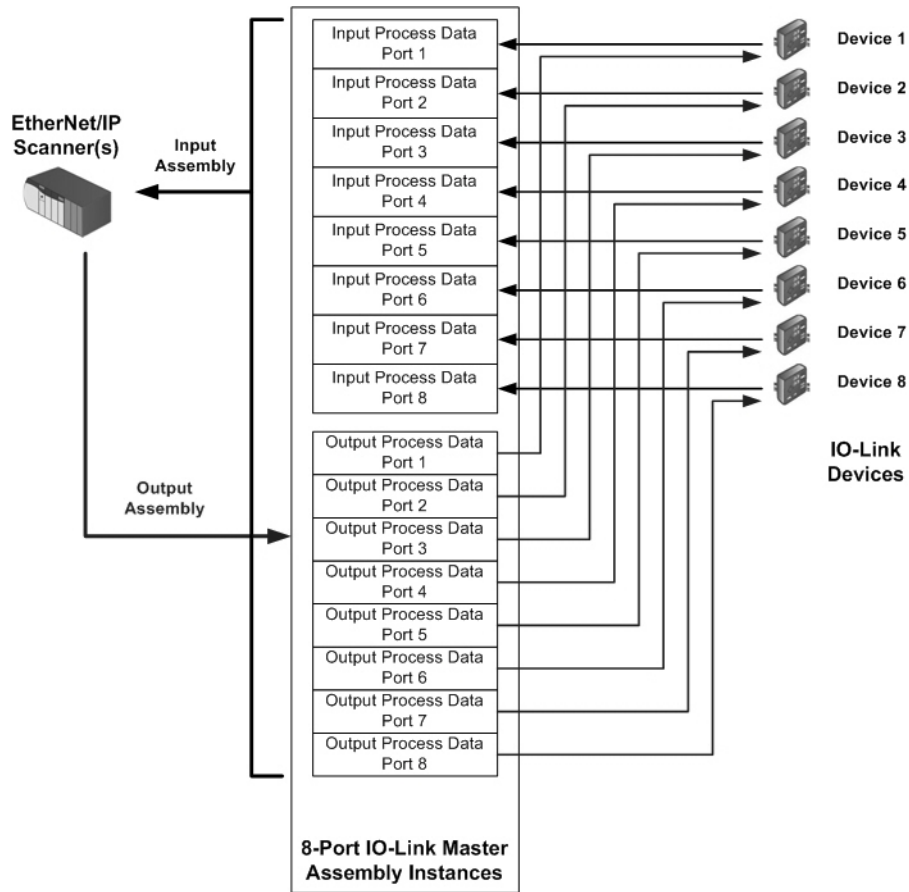 EtherNet/IP
Scanner(s)
Input
Assembly
Output
Assembly
Input Process Data
Port 1
Input Process Data
Port 2
Input Process Data
Port 3
Input Process Data
Port 4
Input Process Data
Port 5
Input Process Data
Port 6
Input Process Data
Port 7
Input Process Data
Port 8
Output Process Data
Port 1
Output Process Data
Port 2
Output Process Data
Port 3
Output Process Data
Port 4
Output Process Data
Port 5
Output Process Data
Port 6
Output Process Data
Port 7
Output Process Data
Port 8
8-Port IO-Link Master
Assembly Instances
Device 1
Device 2
Device 3
Device 4
Device 5
Device 6
Device 7
Device 8
IO-Link
Devices